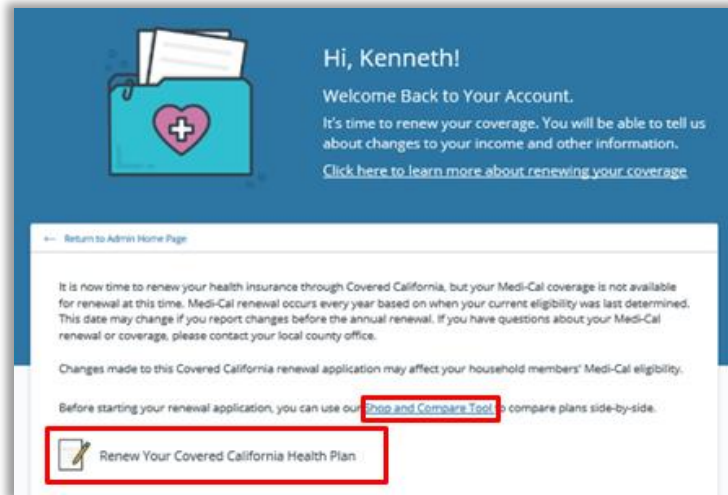 Hi, Kenneth!
Welcome Back to Your Account.
It's time to renew your coverage. You will be able to tell us
about changes to your income and other information.
Click here to learn more about renewing your coverage
← Return to Admin Home Page
It is now time to renew your health insurance through Covered California, but your Medi-Cal coverage is not available
for renewal at this time. Medi-Cal renewal occurs every year based on when your current eligibility was last determined.
This date may change if you report changes before the annual renewal. If you have questions about your Medi-Cal
renewal or coverage, please contact your local county office.
Changes made to this Covered California renewal application may affect your household members' Medi-Cal eligibility.
Before starting your renewal application, you can use our Shop and Compare Tool to compare plans side-by-side.
Renew Your Covered California Health Plan